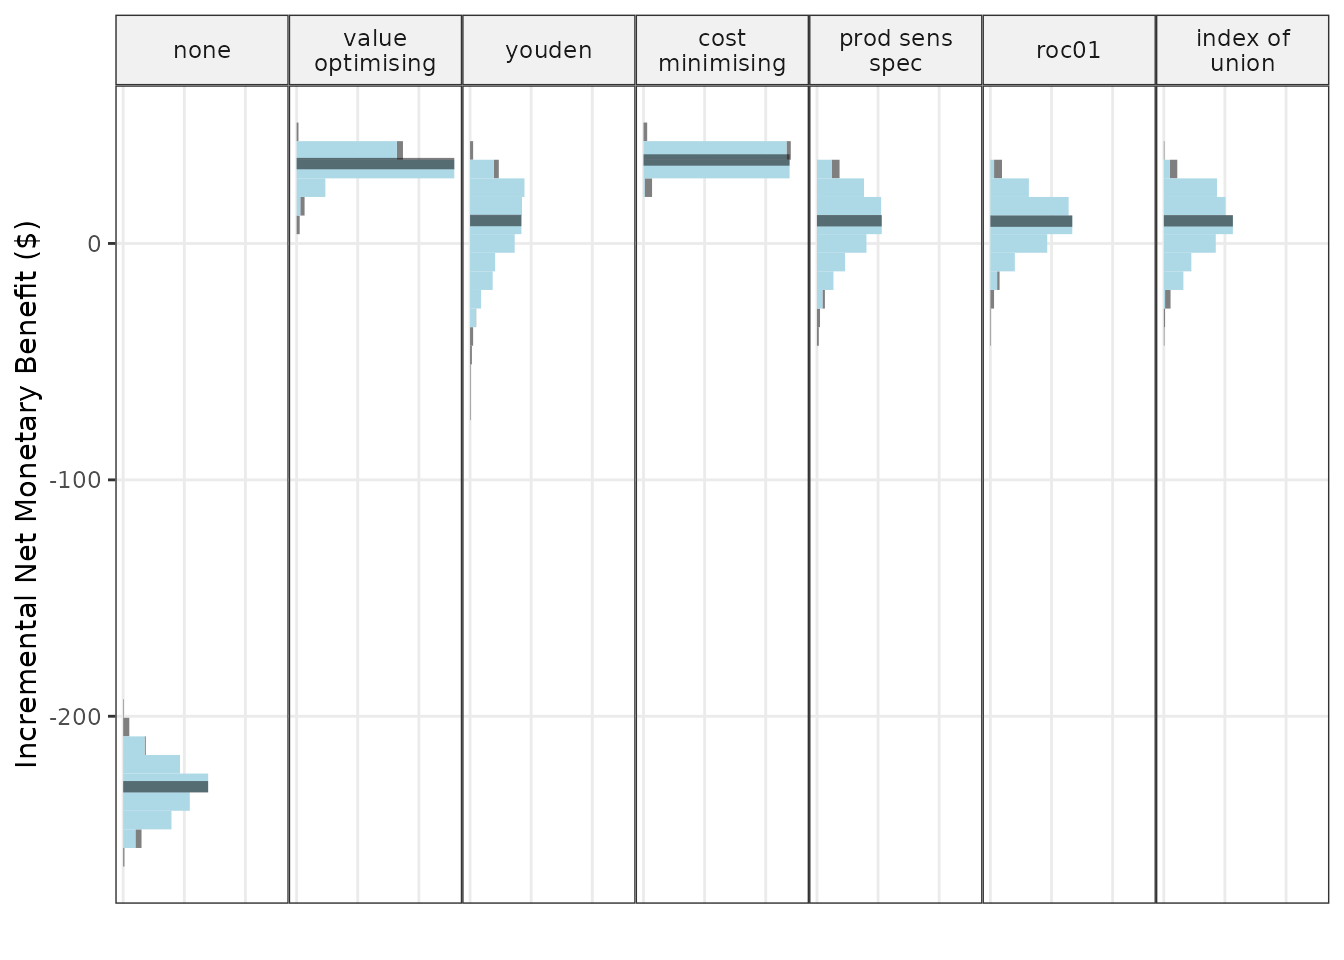 none
value
optimising
youden
cost
minimising
prod sens
spec
roc01
index of
union
Incremental Net Monetary Benefit ($)
0
-100
-200